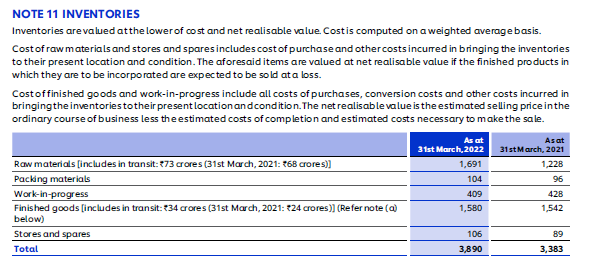 NOTE 11 INVENTORIES
Inventories are valued at the lower of cost and net realisable value. Cost is computed on a weighted average basis.
Cost of raw materials and stores and spares includes cost of purchase and other costs incurred in bringing the inventories
to their present location and condition. The aforesaid items are valued at net realisable value if the finished products in
which they are to be incorporated are expected to be sold at a loss.
Cost of finished goods and work-in-progress include all costs of purchases, conversion costs and other costs incurred in
bringing the inventories to their present location and condition. The net realisable value is the estimated selling price in the
ordinary course of business less the estimated costs of completion and estimated costs necessary to make the sale.
As at As at
31st March, 2022 31st March, 2021
Raw materials [includes in transit: ₹73 crores (31st March, 2021: ₹68 crores)] 1,691 1,228
Packing materials 104 96
Work-in-progress 409 428
Finished goods [includes in transit: ₹34 crores (31st March, 2021: ₹24 crores)] (Refer note (a) 1,580 1,542
below)
Stores and spares 106 89
Total 3,890 3,383